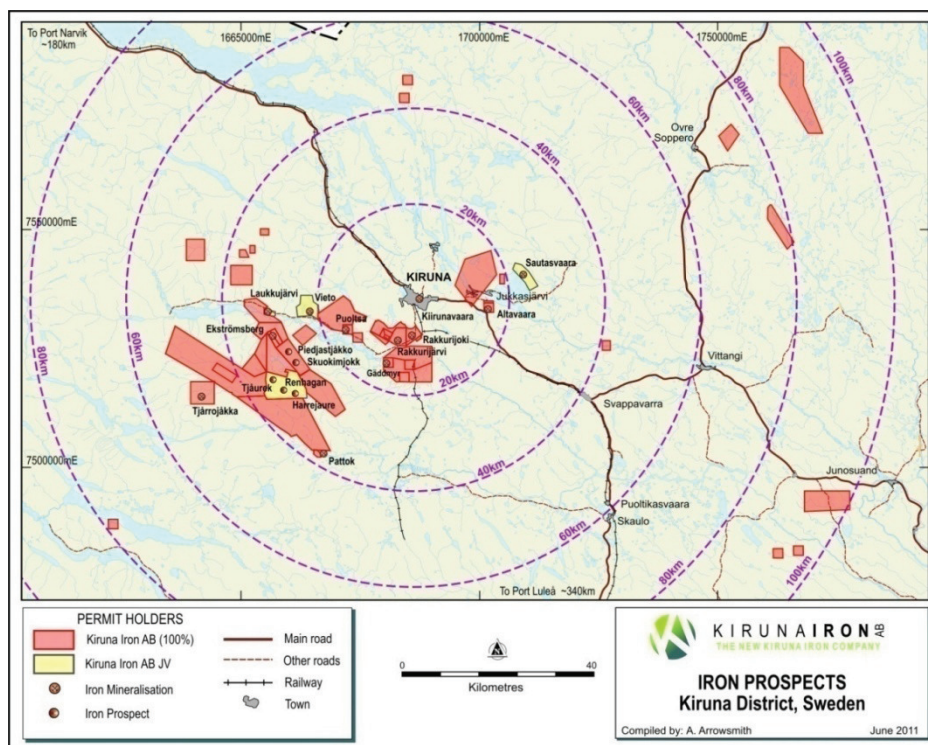 To Port Narvik
~180km
1665000mE
1700000mE
1750000mE
100km
80km
60km
40km
20km
Ovre
Soppero
7550000mE
Sautasvaara
KIRUNA
Laukkujärvi
Vieto
Jukkasjärvi
Kiirunavaara
Altavaara
Puoltsa
Ekströmsberg
Rakkurijoki
Piedjastjåkko
Rakkurijärvi
Skuokimjokk
Gäddmyr
20km
Vittangi
80km
60km
Tjåurek
Renhagan
Harrejaure
Tjårrojåkka
Svappavarra
Pattok
40km
7500000mE
Junosuand
Puoltikasvaara
Skaulo
60km
80km
100km
To Port Luleå ~340km
PERMIT HOLDERS
Kiruna Iron AB (100%)
Kiruna Iron AB JV
Iron Mineralisation
Iron Prospect
Main road
Other roads
Railway
Town
0
40
Kilometres
KIRUNAIRON AB
THE NEW KIRUNA IRON COMPANY
IRON PROSPECTS
Kiruna District, Sweden
Compiled by: A. Arrowsmith
June 2011